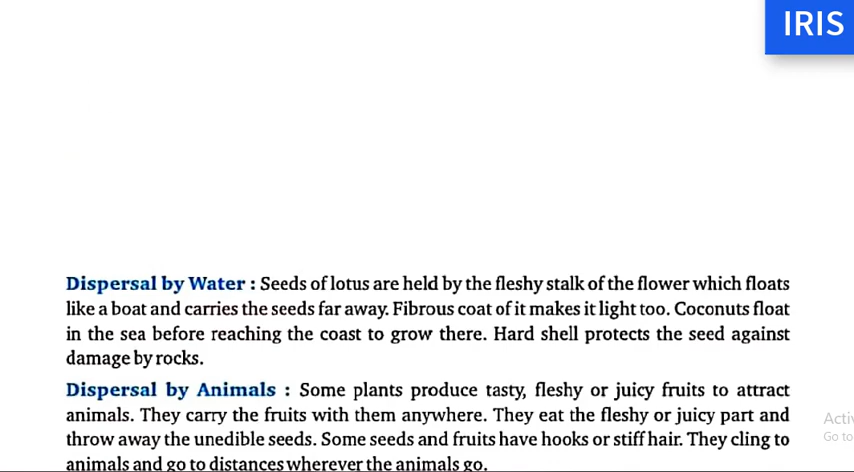 IRIS
Dispersal by Water : Seeds of lotus are held by the fleshy stalk of the flower which floats
like a boat and carries the seeds far away. Fibrous coat of it makes it light too. Coconuts float
in the sea before reaching the coast to grow there. Hard shell protects the seed against
damage by rocks.
Dispersal by Animals : Some plants produce tasty, fleshy or juicy fruits to attract
animals. They carry the fruits with them anywhere. They eat the fleshy or juicy part and
throw away the unedible seeds. Some seeds and fruits have hooks or stiff hair. They cling to
animals and go to distances wherever the animals go.
Go to